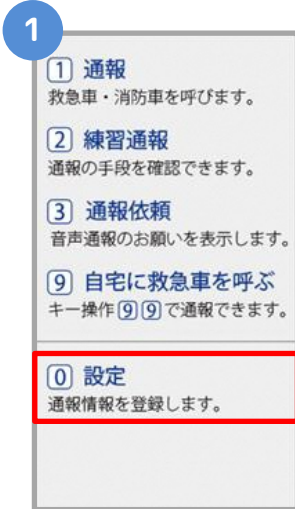 1
1 通報
救急車・消防車を呼びます。
2 練習通報
通報の手段を確認できます。
3 通報依頼
音声通報のお願いを表示します。
9 自宅に救急車を呼ぶ
キー操作99で通報できます。
0 設定
通報情報を登録します。